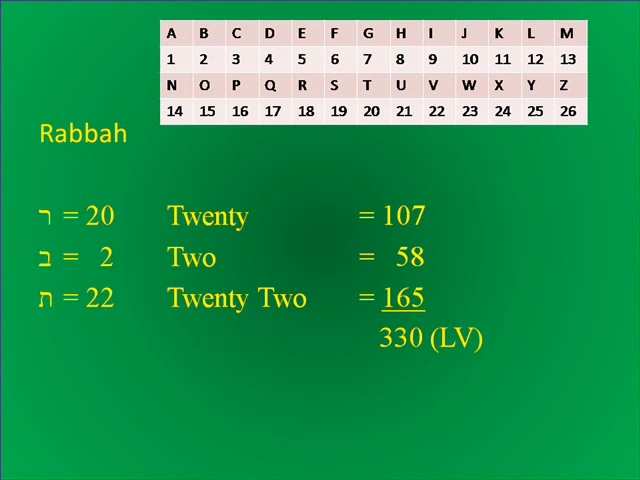 A B C D E F G H I J K L M
1 2 3 4 5 6 7 8 9 10 11 12 13
N O P Q R S T U V W X Y Z
14 15 16 17 18 19 20 21 22 23 24 25 26
Rabbah
ר = 20 Twenty = 107
ב = 2 Two = 58
ת = 22 Twenty Two = 165
330 (LV)